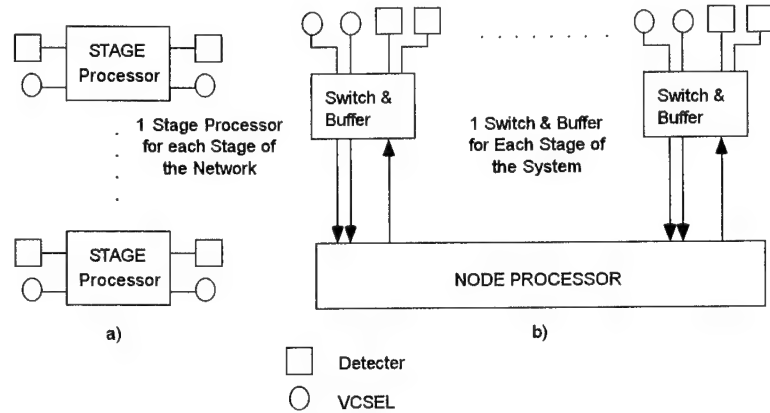 STAGE
Processor
1 Stage Processor
for each Stage of
the Network
STAGE
Processor
a)
Switch &
Buffer
1 Switch & Buffer
for Each Stage of
the System
Switch &
Buffer
NODE PROCESSOR
b)
Detecter
VCSEL